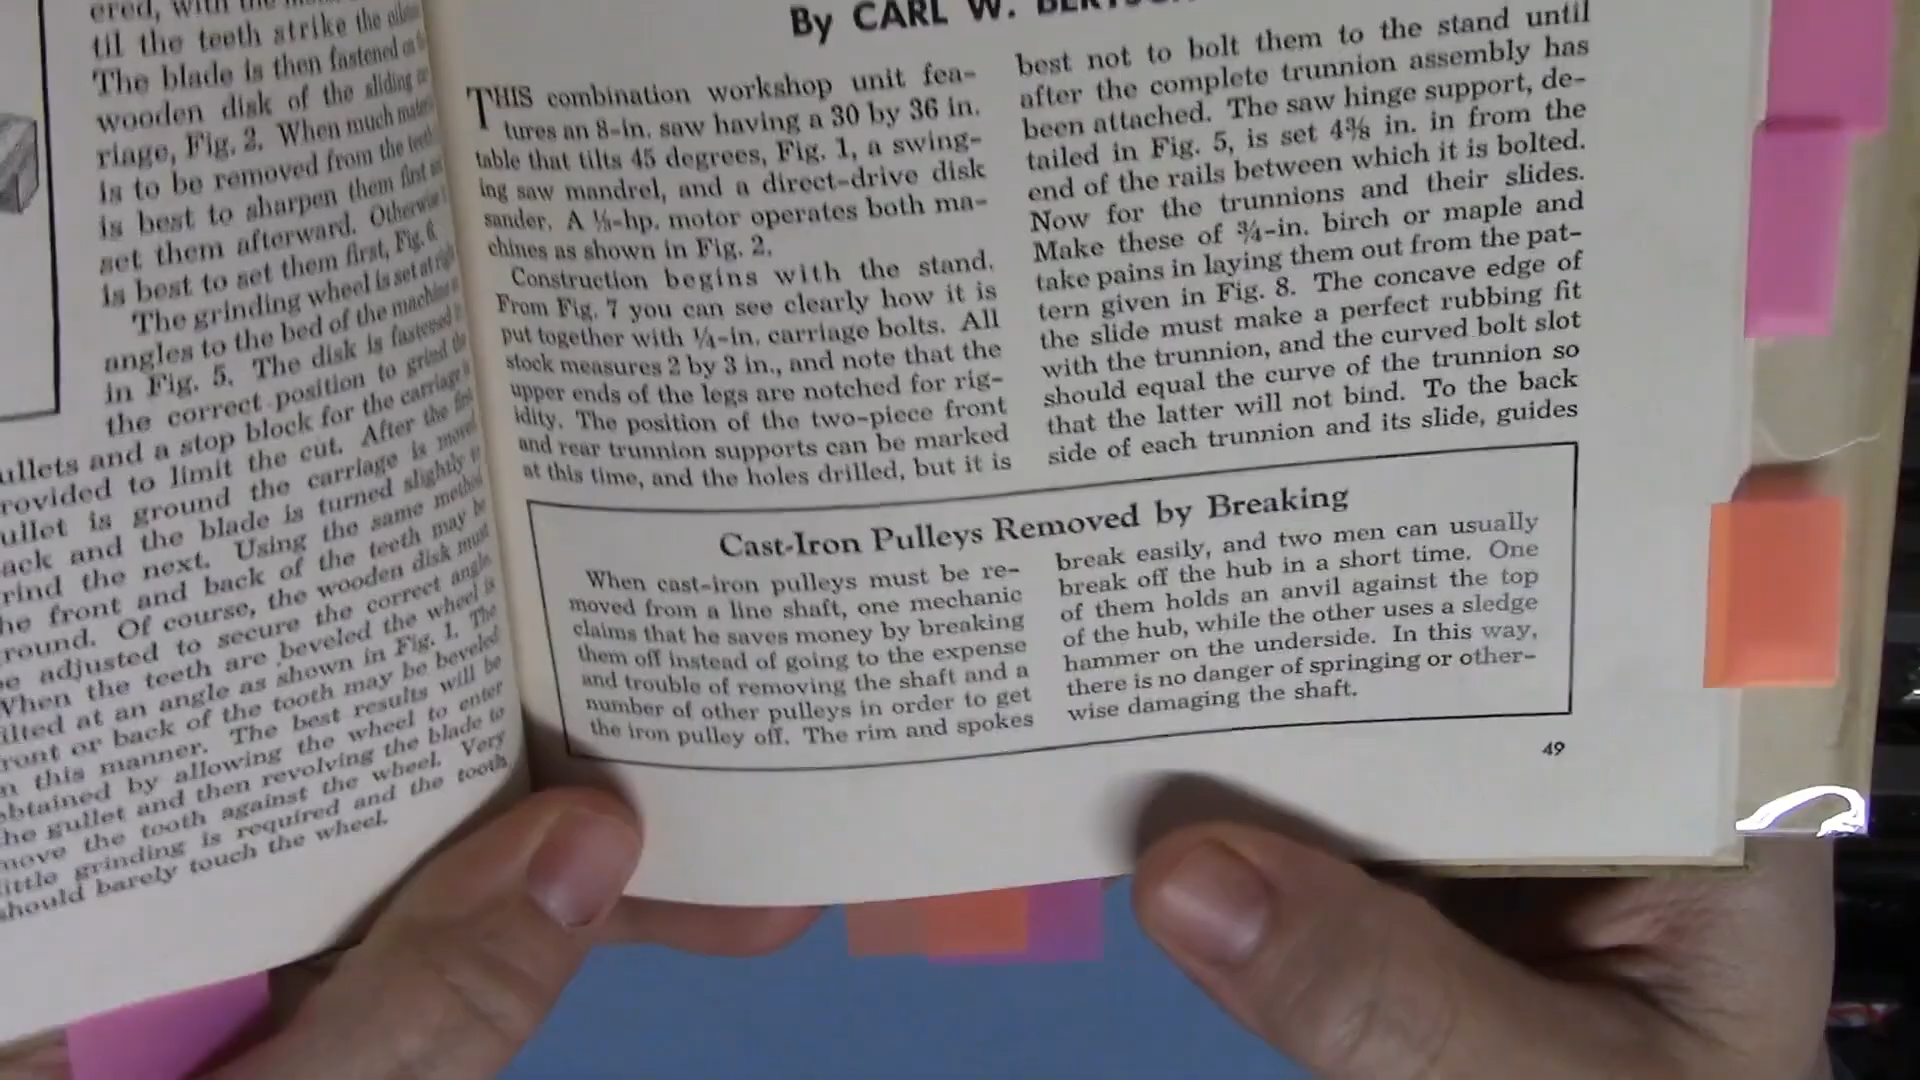 til the teeth strike the
The blade is then fastened
wooden disk of the sliding
riage, Fig. 2. When much
is to be removed from the teeth
is best to sharpen them first
set them afterward. Otherwise
is best to set them first, Fig. 6.
The grinding wheel is set at right
angles to the bed of the machine
in Fig. 5. The disk is fastened
the correct position to grind the
ullets and a stop block for the carriage
rovided to limit the cut. After the first
ullet is ground the carriage is moved
ack and the blade is turned slightly
rind the next. Using the same method
he front and back of the teeth may be
round. Of course, the wooden disk must
e adjusted to secure the correct angle.
When the teeth are beveled the wheel is
ilted at an angle as shown in Fig. 1. The
ront or back of the tooth may be beveled
n this manner. The best results will be
obtained by allowing the wheel to enter
he gullet and then revolving the blade to
move the tooth against the wheel. Very
little grinding is required and the tooth
should barely touch the wheel.
By CARL W.
THIS combination workshop unit fea-
tures an 8-in. saw having a 30 by 36 in.
table that tilts 45 degrees, Fig. 1, a swing-
ing saw mandrel, and a direct-drive disk
sander. A ⅓-hp. motor operates both ma-
chines as shown in Fig. 2.
Construction begins with the stand.
From Fig. 7 you can see clearly how it is
put together with ¼-in. carriage bolts. All
stock measures 2 by 3 in., and note that the
upper ends of the legs are notched for rig-
idity. The position of the two-piece front
and rear trunnion supports can be marked
at this time, and the holes drilled, but it is
best not to bolt them to the stand until
after the complete trunnion assembly has
been attached. The saw hinge support, de-
tailed in Fig. 5, is set 4⅜ in. in from the
end of the rails between which it is bolted.
Now for the trunnions and their slides.
Make these of ¾-in. birch or maple and
take pains in laying them out from the pat-
tern given in Fig. 8. The concave edge of
the slide must make a perfect rubbing fit
with the trunnion, and the curved bolt slot
should equal the curve of the trunnion so
that the latter will not bind. To the back
side of each trunnion and its slide, guides
Cast-Iron Pulleys Removed by Breaking
When cast-iron pulleys must be re-
moved from a line shaft, one mechanic
claims that he saves money by breaking
them off instead of going to the expense
and trouble of removing the shaft and a
number of other pulleys in order to get
the iron pulley off. The rim and spokes
break easily, and two men can usually
break off the hub in a short time. One
of them holds an anvil against the top
of the hub, while the other uses a sledge
hammer on the underside. In this way,
there is no danger of springing or other-
wise damaging the shaft.
49